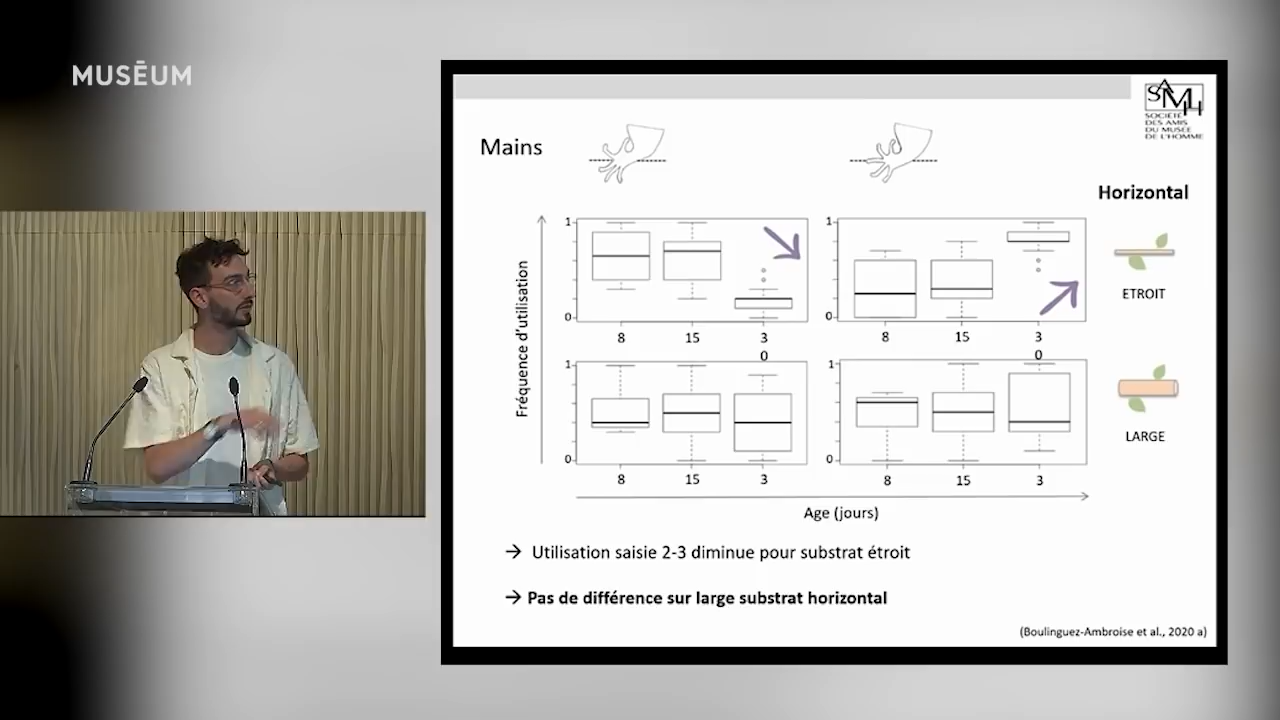 MUSĒUM
SAMH
SOCIÉTÉ
DES AMIS
DU MUSÉE
DE L'HOMME
Mains
Horizontal
Fréquence d'utilisation
1
0
8
15
3
0
1
0
8
15
3
0
ETROIT
1
0
8
15
3
1
0
8
15
3
LARGE
Age (jours)
→ Utilisation saisie 2-3 diminue pour substrat étroit
→ Pas de différence sur large substrat horizontal
(Boulinguez-Ambroise et al., 2020 a)